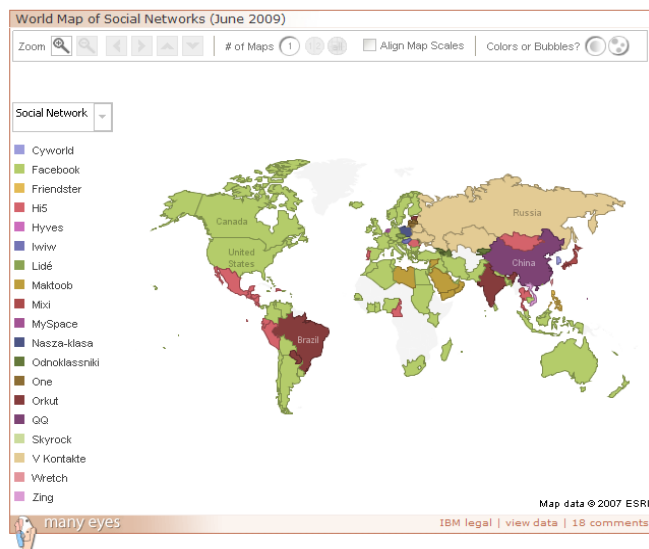 World Map of Social Networks (June 2009)
Zoom # of Maps 1 1|2 Align Map Scales Colors or Bubbles?
Social Network
Cyworld
Facebook
Friendster
Hi5
Hyves
Iwiw
Lidé
Maktoob
Mixi
MySpace
Nasza-klasa
Odnoklassniki
One
Orkut
QQ
Skyrock
V Kontakte
Wretch
Zing
Canada
Russia
United
States
China
Brazil
Map data © 2007 ESRI
many eyes
IBM legal | view data | 18 comments